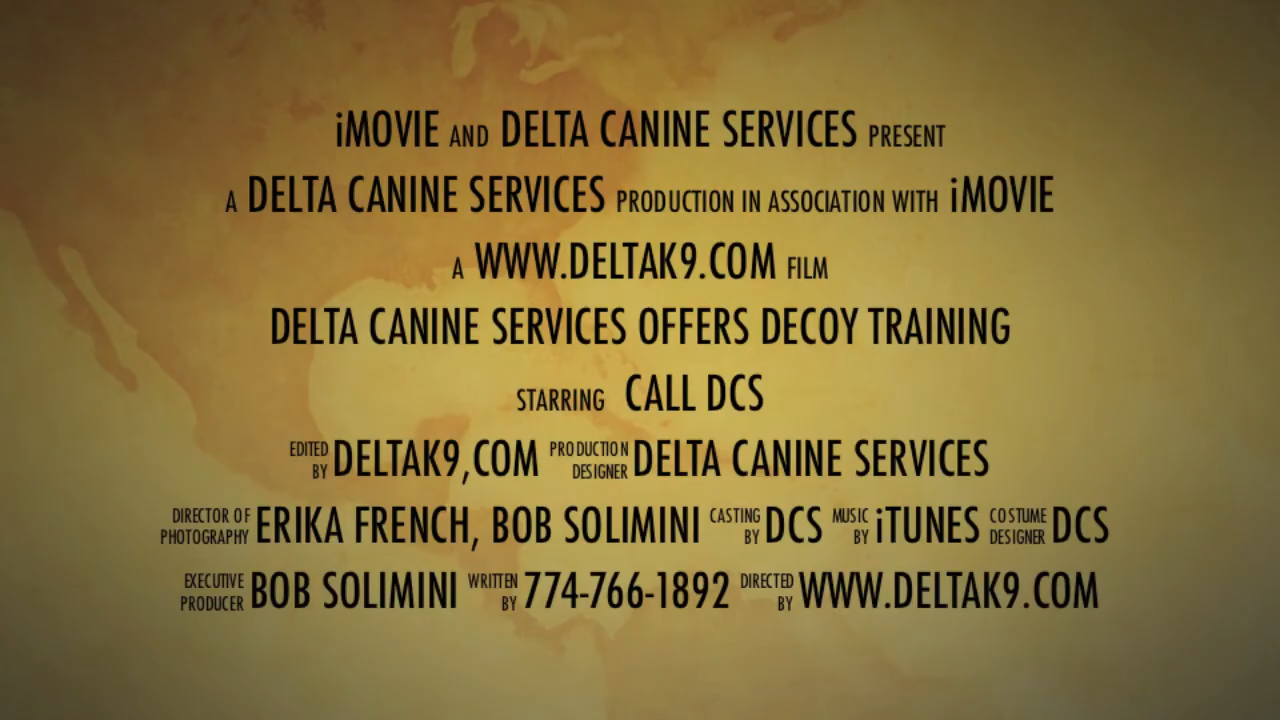 iMOVIE AND DELTA CANINE SERVICES PRESENT
A DELTA CANINE SERVICES PRODUCTION IN ASSOCIATION WITH iMOVIE
A WWW.DELTAK9.COM FILM
DELTA CANINE SERVICES OFFERS DECOY TRAINING
STARRING CALL DCS
EDITED BY DELTAK9,COM PRODUCTION DESIGNER DELTA CANINE SERVICES
DIRECTOR OF PHOTOGRAPHY ERIKA FRENCH, BOB SOLIMINI CASTING BY DCS MUSIC BY iTUNES COSTUME DESIGNER DCS
EXECUTIVE PRODUCER BOB SOLIMINI WRITTEN BY 774-766-1892 DIRECTED BY WWW.DELTAK9.COM